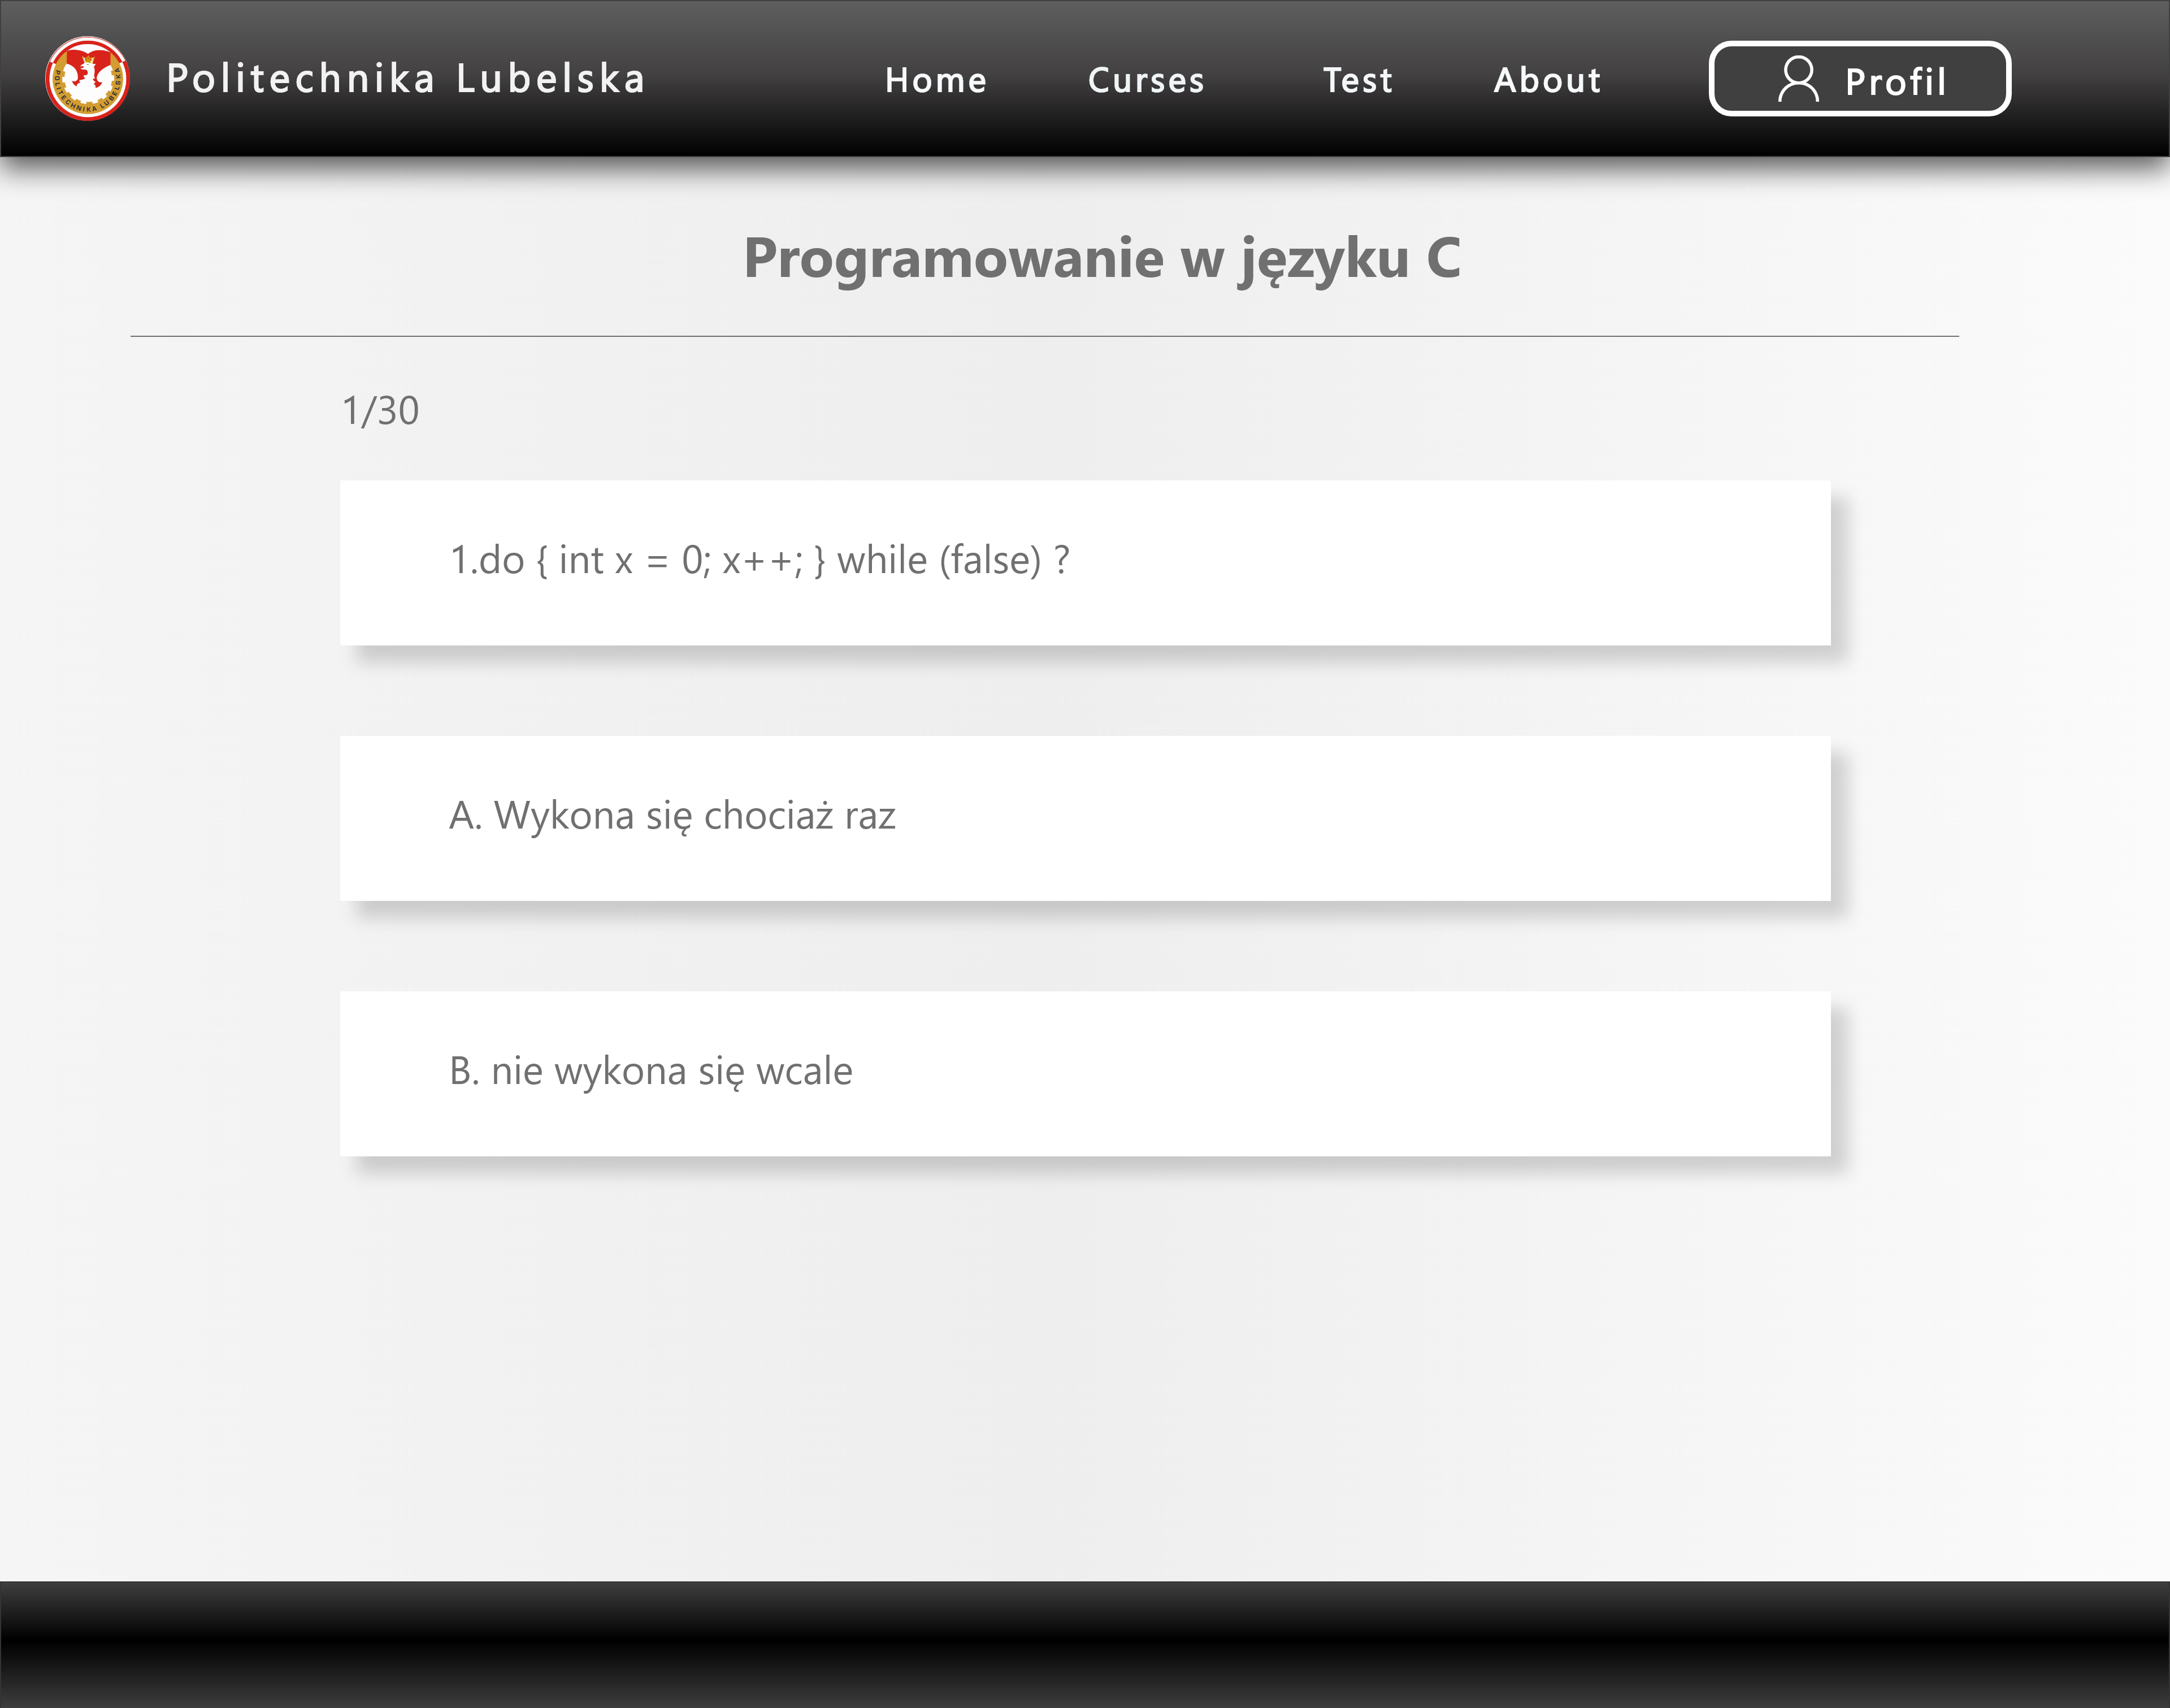 POLITECHNIKA LUBELSKA
Politechnika Lubelska
Home
Curses
Test
About
Profil
Programowanie w języku C
1/30
1.do { int x = 0; x++; } while (false) ?
A. Wykona się chociaż raz
B. nie wykona się wcale